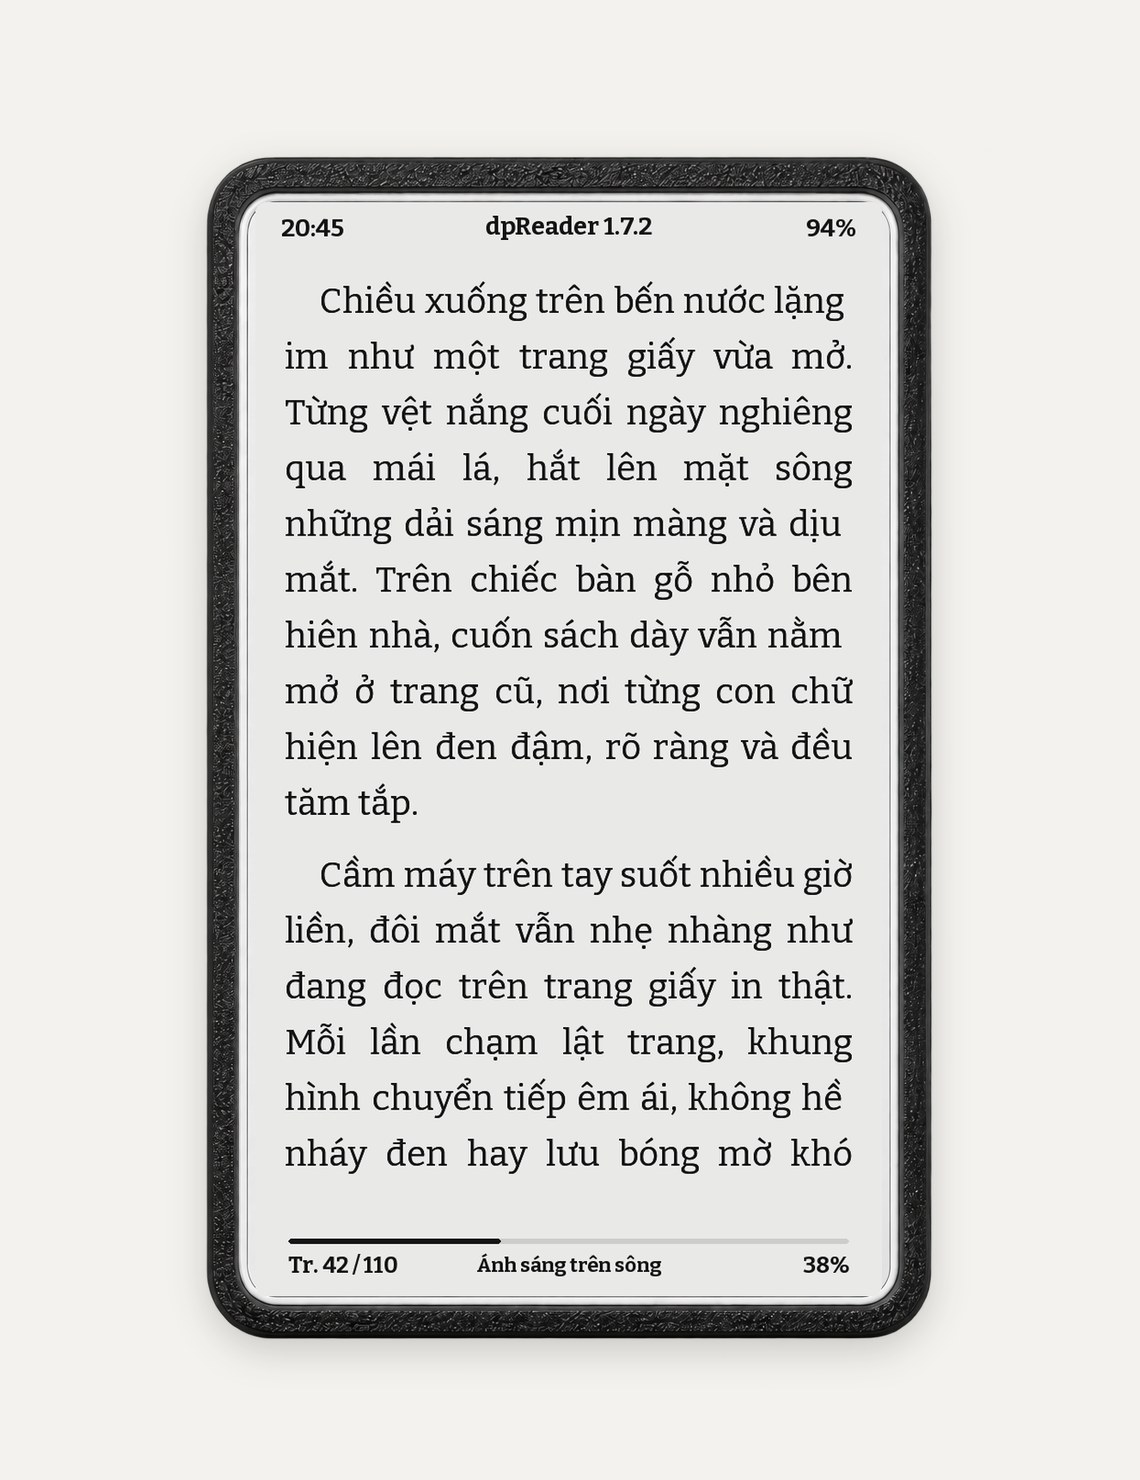 20:45 dpReader 1.7.2 94%
Chiều xuống trên bến nước lặng
im như một trang giấy vừa mở.
Từng vệt nắng cuối ngày nghiêng
qua mái lá, hắt lên mặt sông
những dải sáng mịn màng và dịu
mắt. Trên chiếc bàn gỗ nhỏ bên
hiên nhà, cuốn sách dày vẫn nằm
mở ở trang cũ, nơi từng con chữ
hiện lên đen đậm, rõ ràng và đều
tăm tắp.
Cầm máy trên tay suốt nhiều giờ
liền, đôi mắt vẫn nhẹ nhàng như
đang đọc trên trang giấy in thật.
Mỗi lần chạm lật trang, khung
hình chuyển tiếp êm ái, không hề
nháy đen hay lưu bóng mờ khó
Tr. 42 / 110 Ánh sáng trên sông 38%